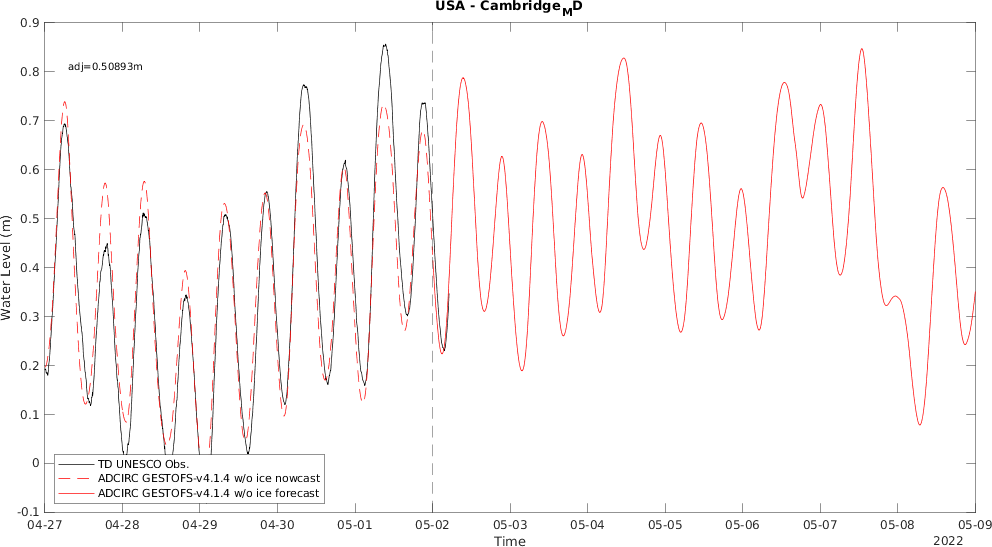 USA - Cambridge_MD
adj=0.50893m
0.9
0.8
0.7
0.6
0.5
0.4
0.3
0.2
0.1
0
-0.1
Water Level (m)
TD UNESCO Obs.
ADCIRC GESTOFS-v4.1.4 w/o ice nowcast
ADCIRC GESTOFS-v4.1.4 w/o ice forecast
04-27 04-28 04-29 04-30 05-01 05-02 05-03 05-04 05-05 05-06 05-07 05-08 05-09
Time
2022